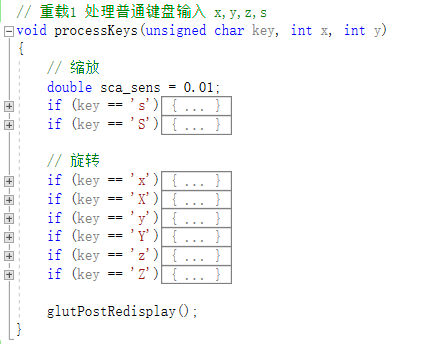 // 重载1 处理普通键盘输入 x,y,z,s
void processKeys(unsigned char key, int x, int y)
{
// 缩放
double sca_sens = 0.01;
if (key == 's'){ ... }
if (key == 'S'){ ... }
// 旋转
if (key == 'x'){ ... }
if (key == 'X'){ ... }
if (key == 'y'){ ... }
if (key == 'Y'){ ... }
if (key == 'z'){ ... }
if (key == 'Z'){ ... }
glutPostRedisplay();
}